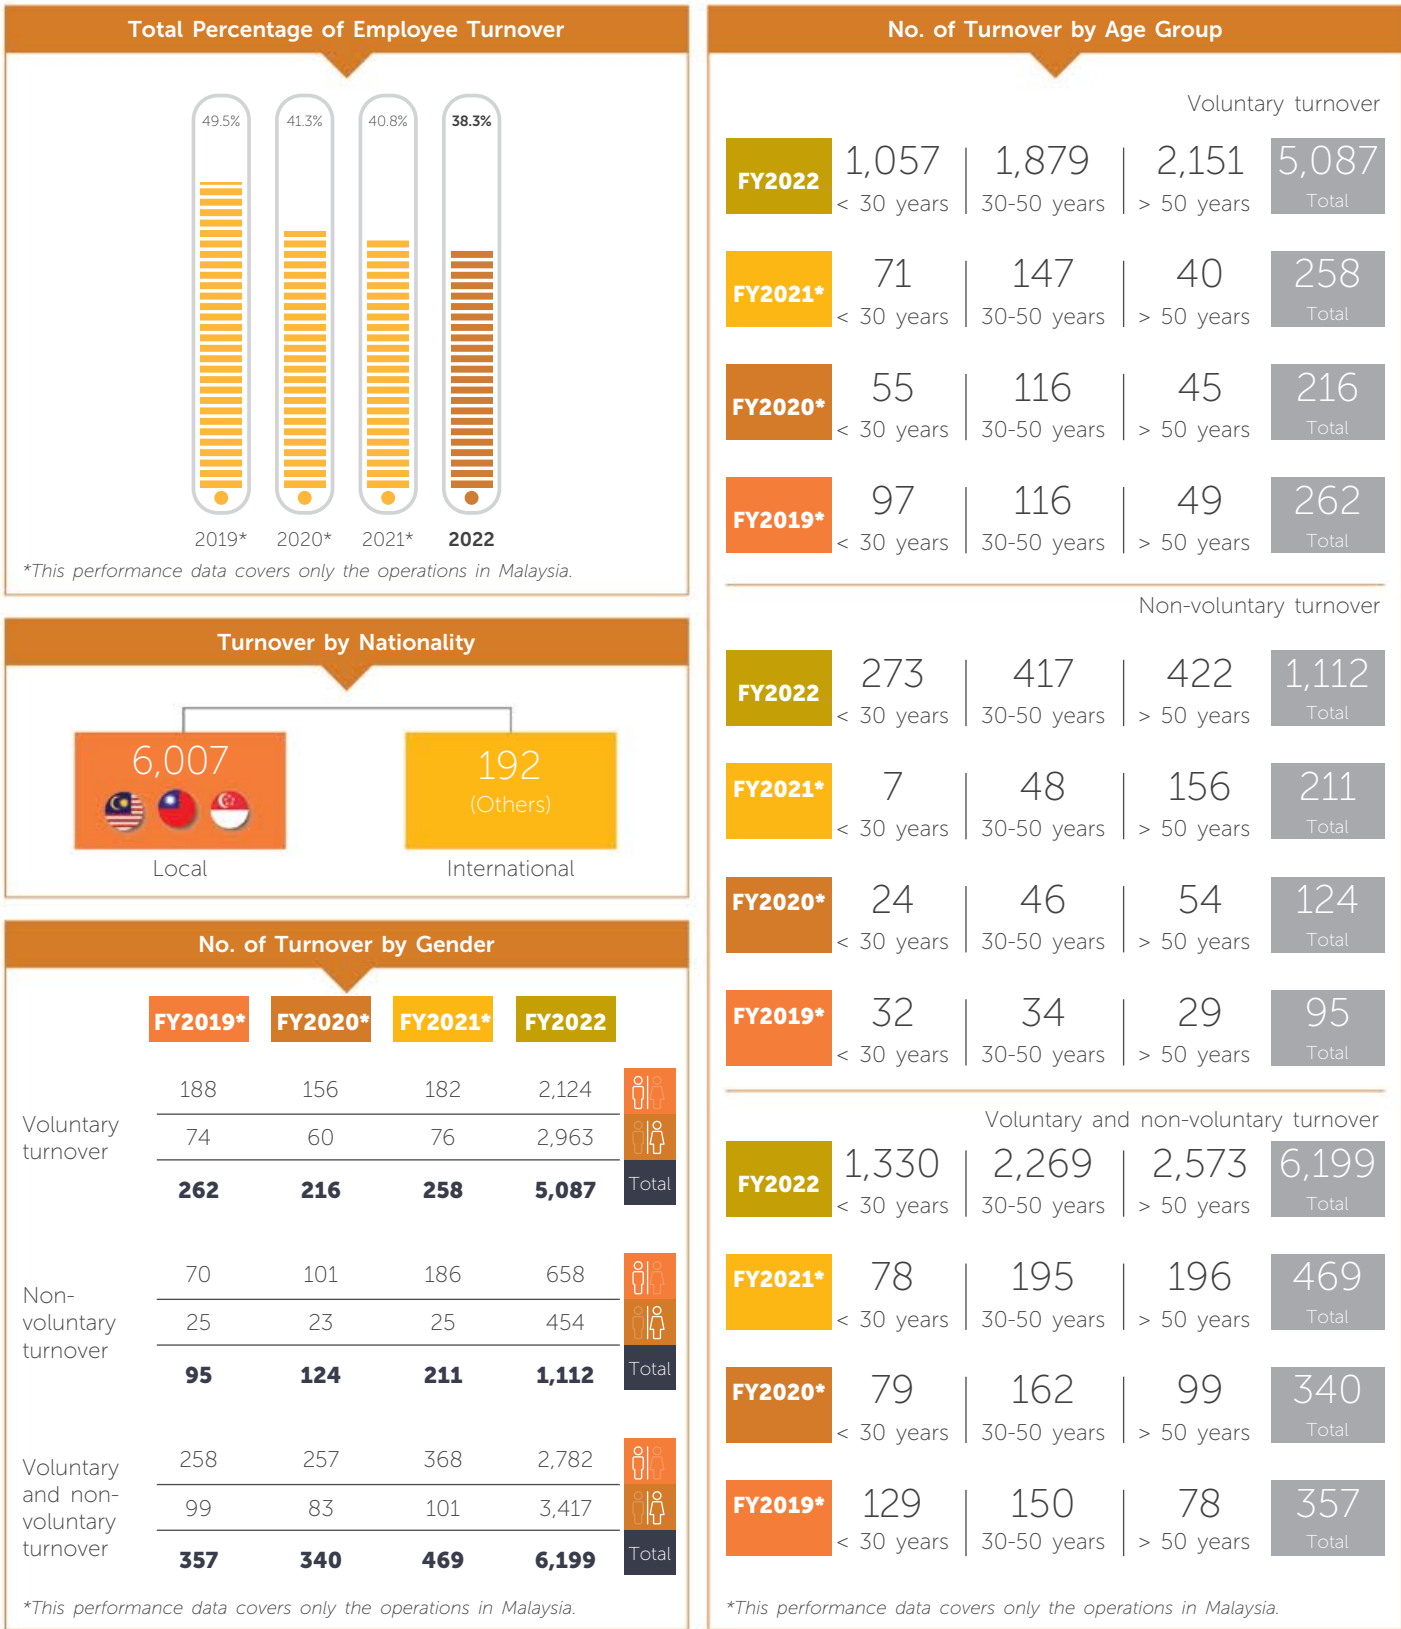 Total Percentage of Employee Turnover
49.5% 41.3% 40.8% 38.3%
2019* 2020* 2021* 2022
*This performance data covers only the operations in Malaysia.
Turnover by Nationality
6,007
Local
192
(Others)
International
No. of Turnover by Gender
FY2019* FY2020* FY2021* FY2022
Voluntary
turnover
188 156 182 2,124
74 60 76 2,963
262 216 258 5,087 Total
Non-
voluntary
turnover
70 101 186 658
25 23 25 454
95 124 211 1,112 Total
Voluntary
and non-
voluntary
turnover
258 257 368 2,782
99 83 101 3,417
357 340 469 6,199 Total
*This performance data covers only the operations in Malaysia.
No. of Turnover by Age Group
Voluntary turnover
FY2022 1,057 1,879 2,151 5,087
< 30 years 30-50 years > 50 years Total
FY2021* 71 147 40 258
< 30 years 30-50 years > 50 years Total
FY2020* 55 116 45 216
< 30 years 30-50 years > 50 years Total
FY2019* 97 116 49 262
< 30 years 30-50 years > 50 years Total
Non-voluntary turnover
FY2022 273 417 422 1,112
< 30 years 30-50 years > 50 years Total
FY2021* 7 48 156 211
< 30 years 30-50 years > 50 years Total
FY2020* 24 46 54 124
< 30 years 30-50 years > 50 years Total
FY2019* 32 34 29 95
< 30 years 30-50 years > 50 years Total
Voluntary and non-voluntary turnover
FY2022 1,330 2,269 2,573 6,199
< 30 years 30-50 years > 50 years Total
FY2021* 78 195 196 469
< 30 years 30-50 years > 50 years Total
FY2020* 79 162 99 340
< 30 years 30-50 years > 50 years Total
FY2019* 129 150 78 357
< 30 years 30-50 years > 50 years Total
*This performance data covers only the operations in Malaysia.